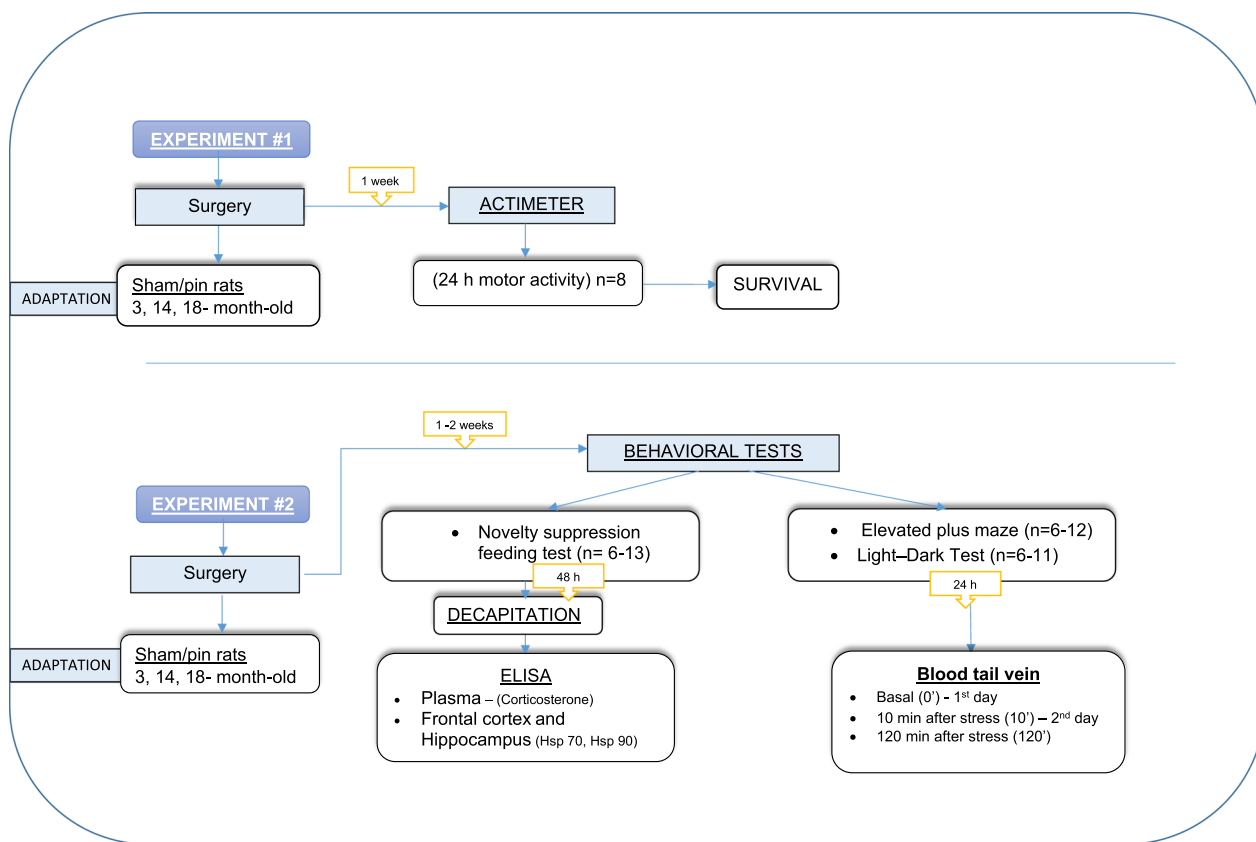 EXPERIMENT #1
1 week
Surgery
ACTIMETER
ADAPTATION
Sham/pin rats
3, 14, 18- month-old
(24 h motor activity) n=8
SURVIVAL
1 -2 weeks
BEHAVIORAL TESTS
EXPERIMENT #2
Surgery
ADAPTATION
Sham/pin rats
3, 14, 18- month-old
• Novelty suppression
feeding test (n= 6-13)
48 h
DECAPITATION
ELISA
• Plasma – (Corticosterone)
• Frontal cortex and
Hippocampus (Hsp 70, Hsp 90)
• Elevated plus maze (n=6-12)
• Light–Dark Test (n=6-11)
24 h
Blood tail vein
• Basal (0') - 1st day
• 10 min after stress (10') – 2nd day
• 120 min after stress (120')